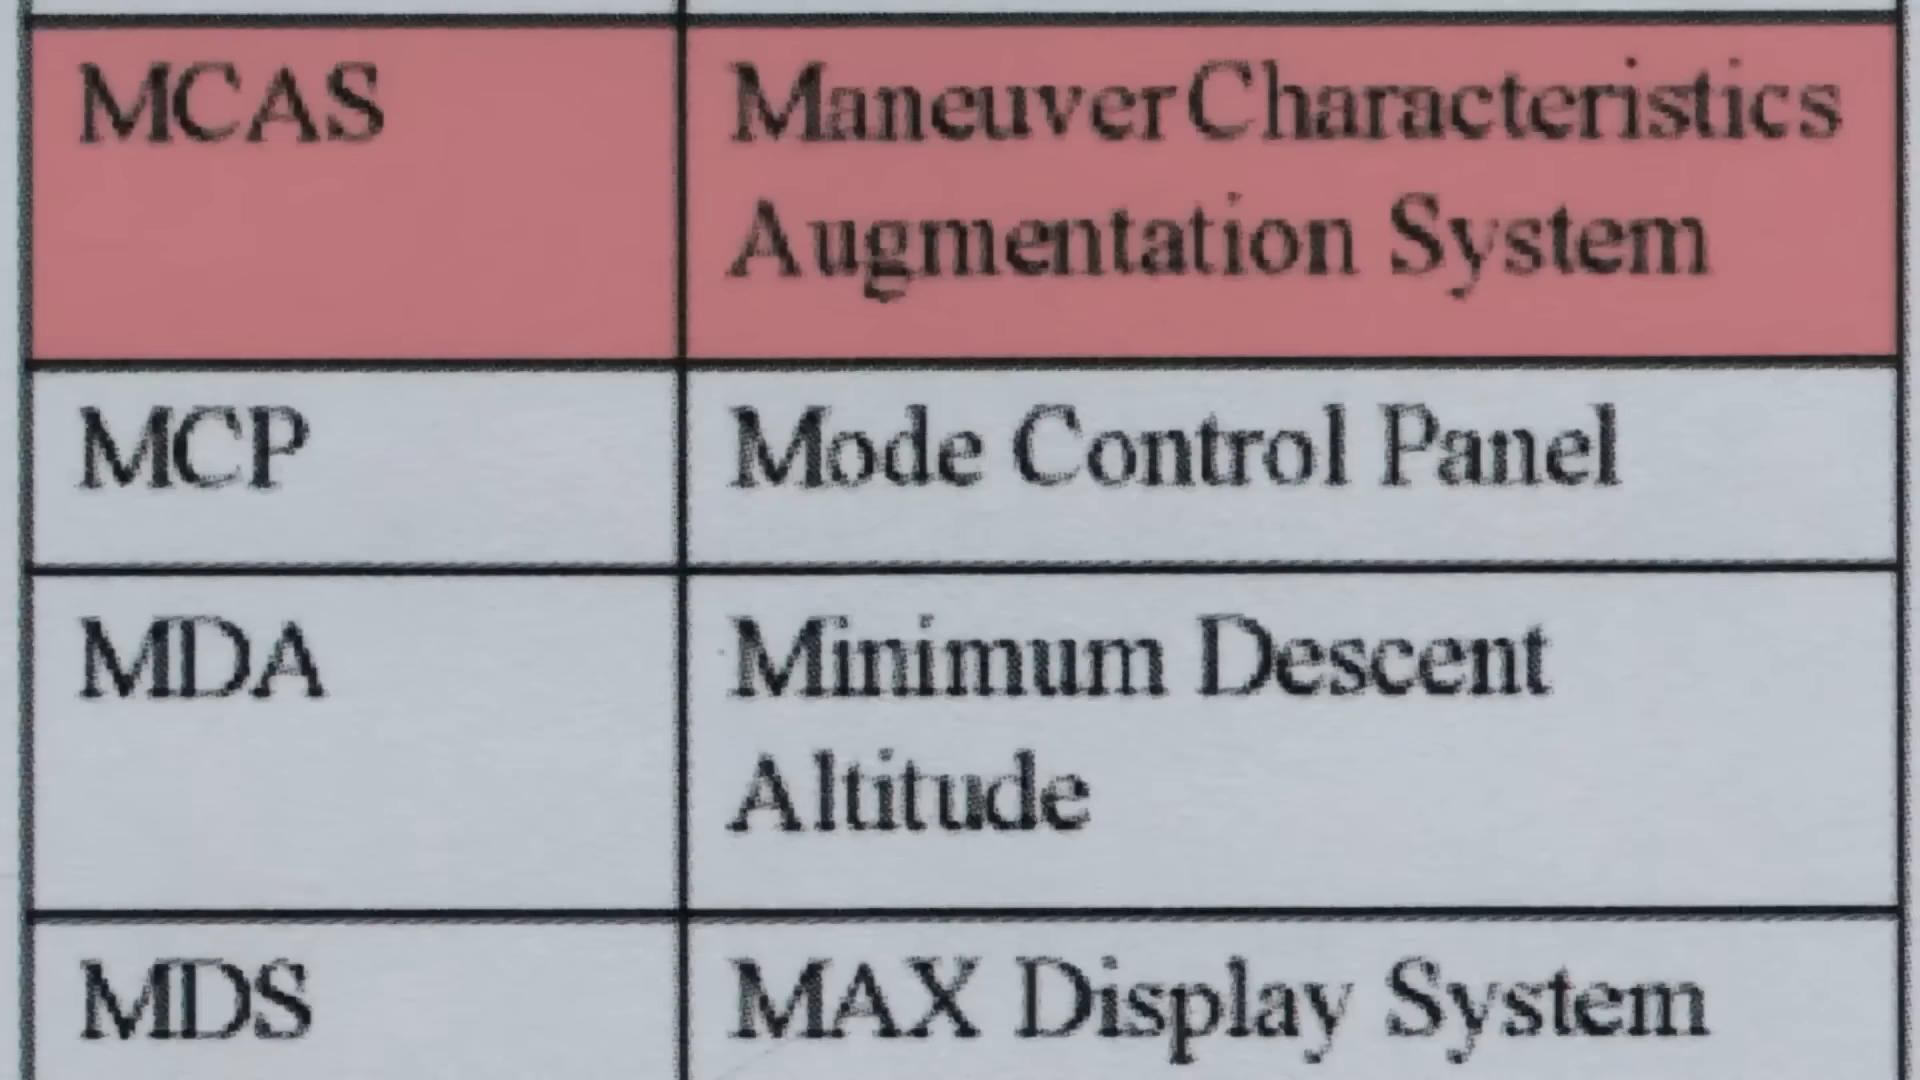 MCAS
Maneuver Characteristics
Augmentation System
MCP
Mode Control Panel
MDA
Minimum Descent
Altitude
MDS
MAX Display System